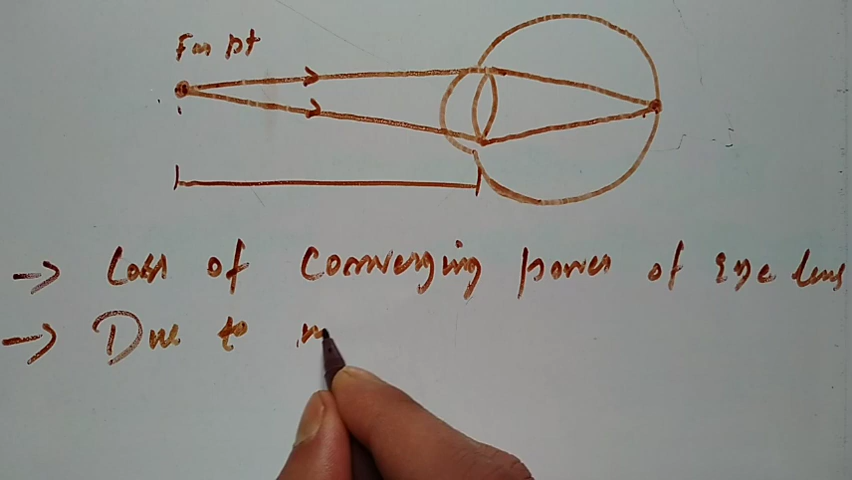 Far pt
-> Loss of Converging power of Eye lens
-> Due to